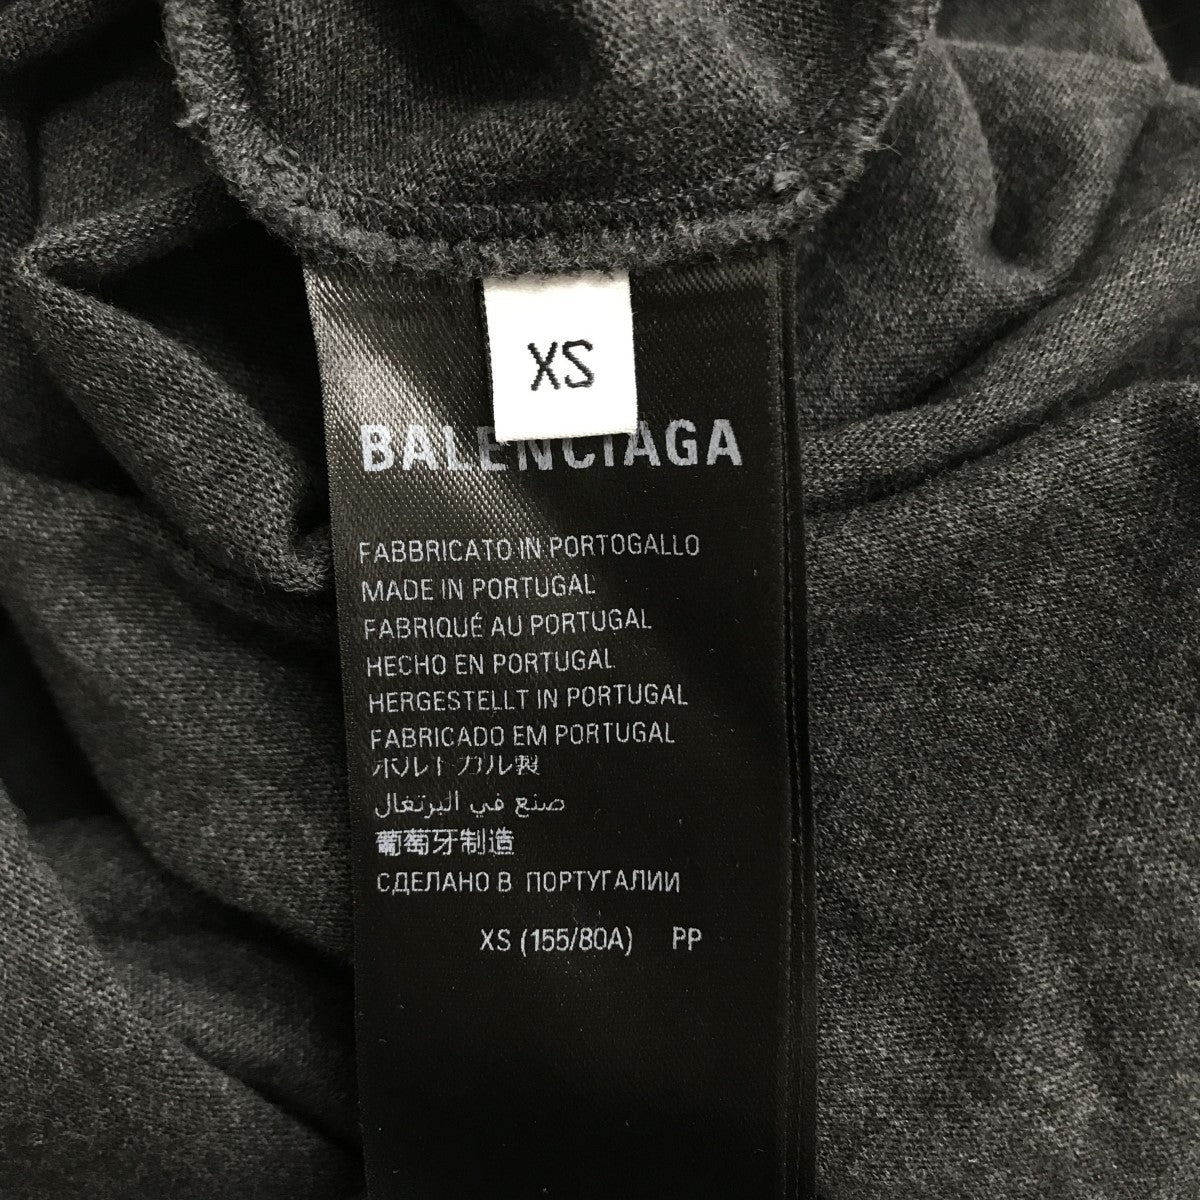 XS
BALENCIAGA
FABBRICATO IN PORTOGALLO
MADE IN PORTUGAL
FABRIQUÉ AU PORTUGAL
HECHO EN PORTUGAL
HERGESTELLT IN PORTUGAL
FABRICADO EM PORTUGAL
ポルトガル製
صنع في البرتغال
葡萄牙制造
СДЕЛАНО В ПОРТУГАЛИИ
XS (155/80A) PP